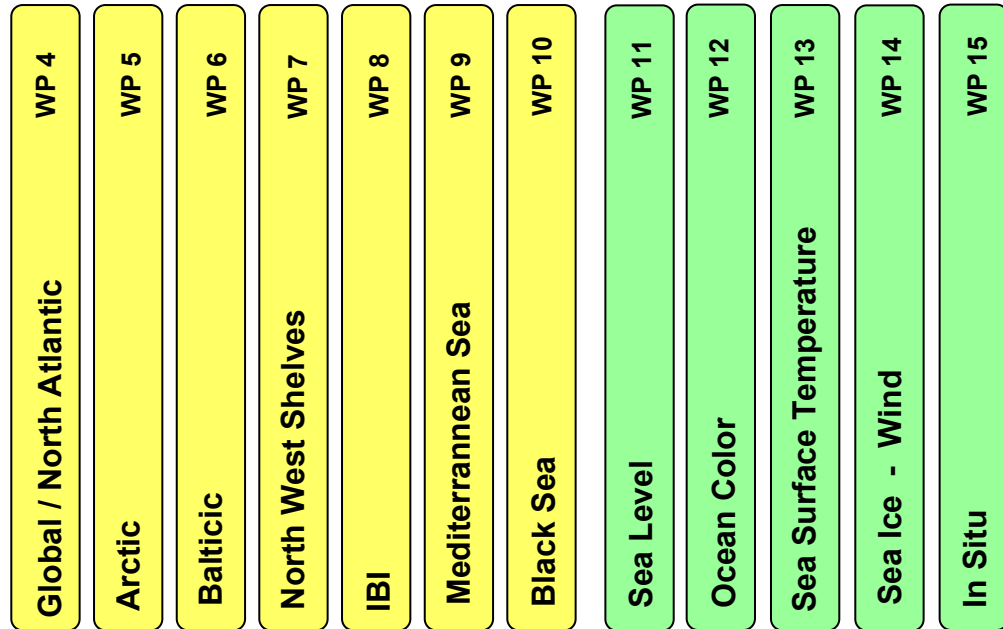 Global / North Atlantic WP 4
Arctic WP 5
Balticic WP 6
North West Shelves WP 7
IBI WP 8
Mediterrannean Sea WP 9
Black Sea WP 10
Sea Level WP 11
Ocean Color WP 12
Sea Surface Temperature WP 13
Sea Ice - Wind WP 14
In Situ WP 15